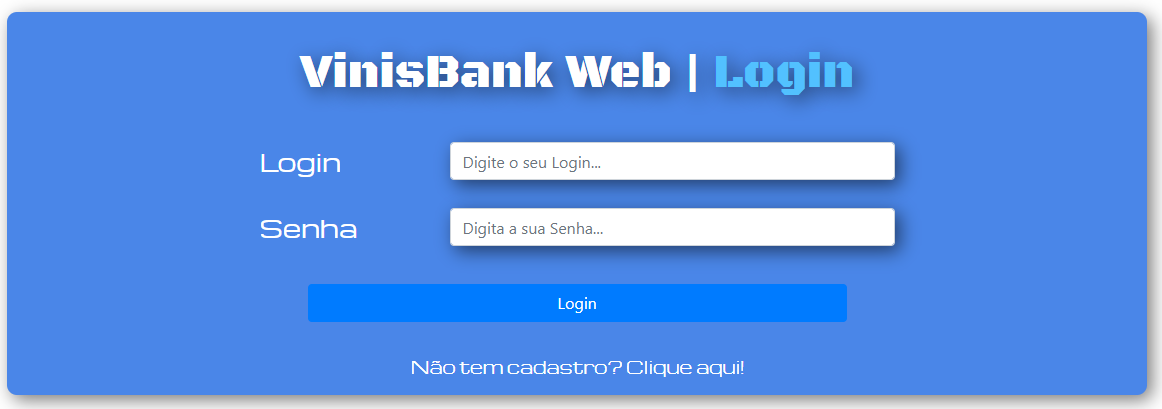 VinisBank Web | Login
Login
Digite o seu Login...
Senha
Digita a sua Senha...
Login
Não tem cadastro? Clique aqui!